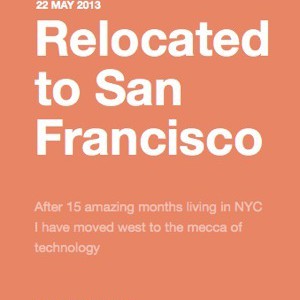 22 MAY 2013
Relocated
to San
Francisco
After 15 amazing months living in NYC
I have moved west to the mecca of
technology